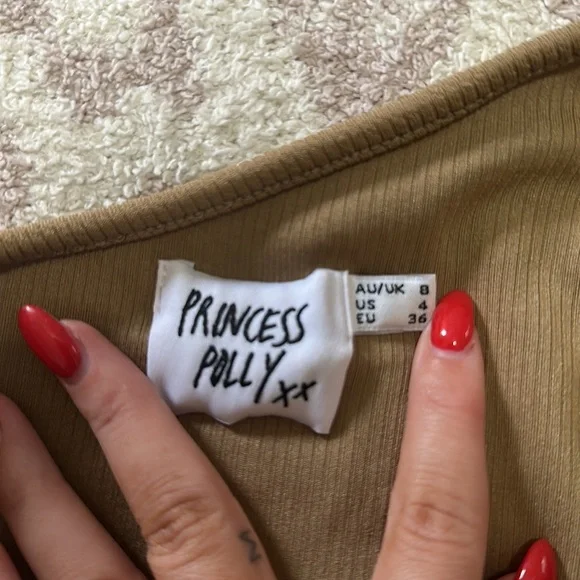 PRINCESS
POLLY xx
AU/UK 8
US 4
EU 36